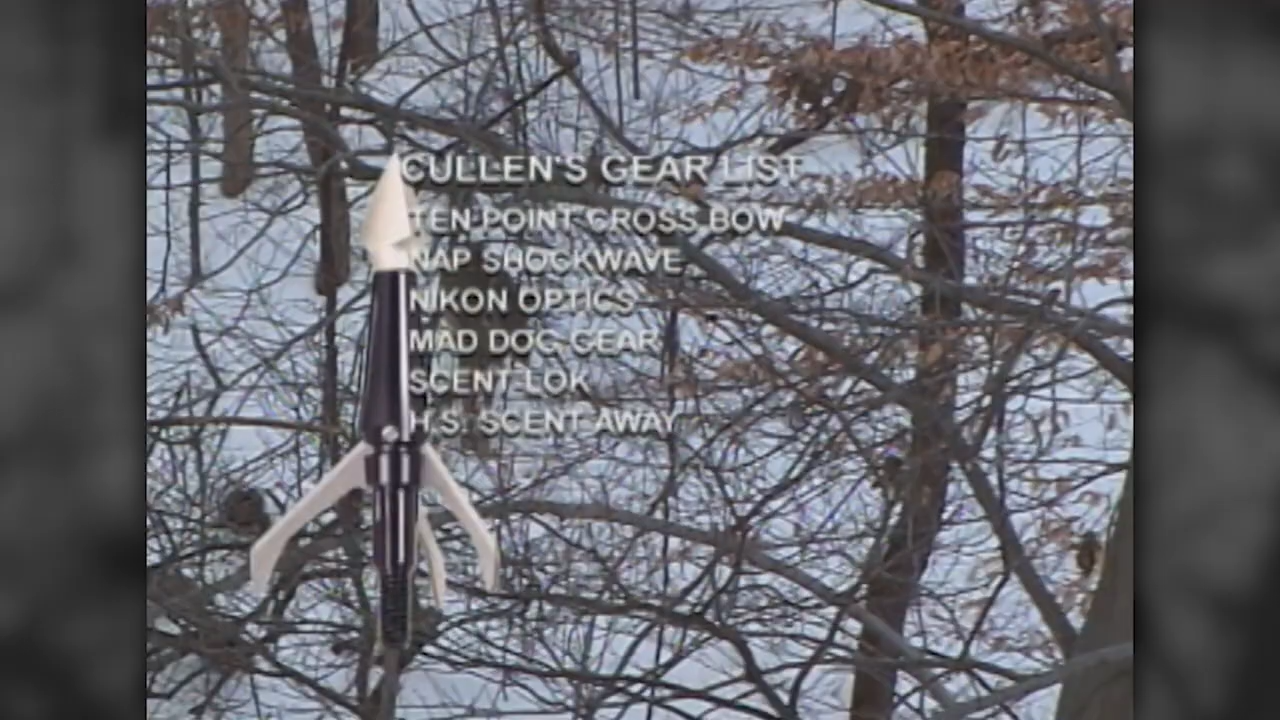 CULLEN'S GEAR LIST
TEN POINT CROSS BOW
NAP SHOCKWAVE
NIKON OPTICS
MAD DOG GEAR
SCENT-LOK
H.S. SCENT AWAY